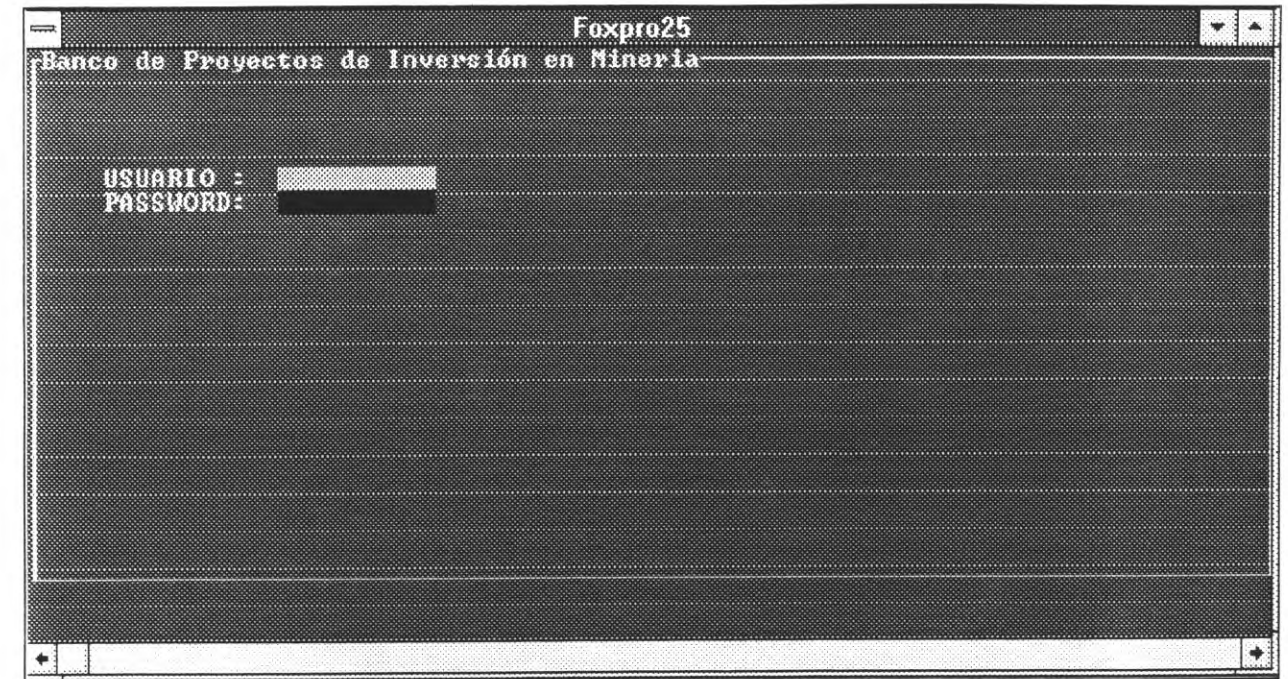 Foxpro25
Banco de Proyectos de Inversión en Mineria
USUARIO :
PASSWORD: